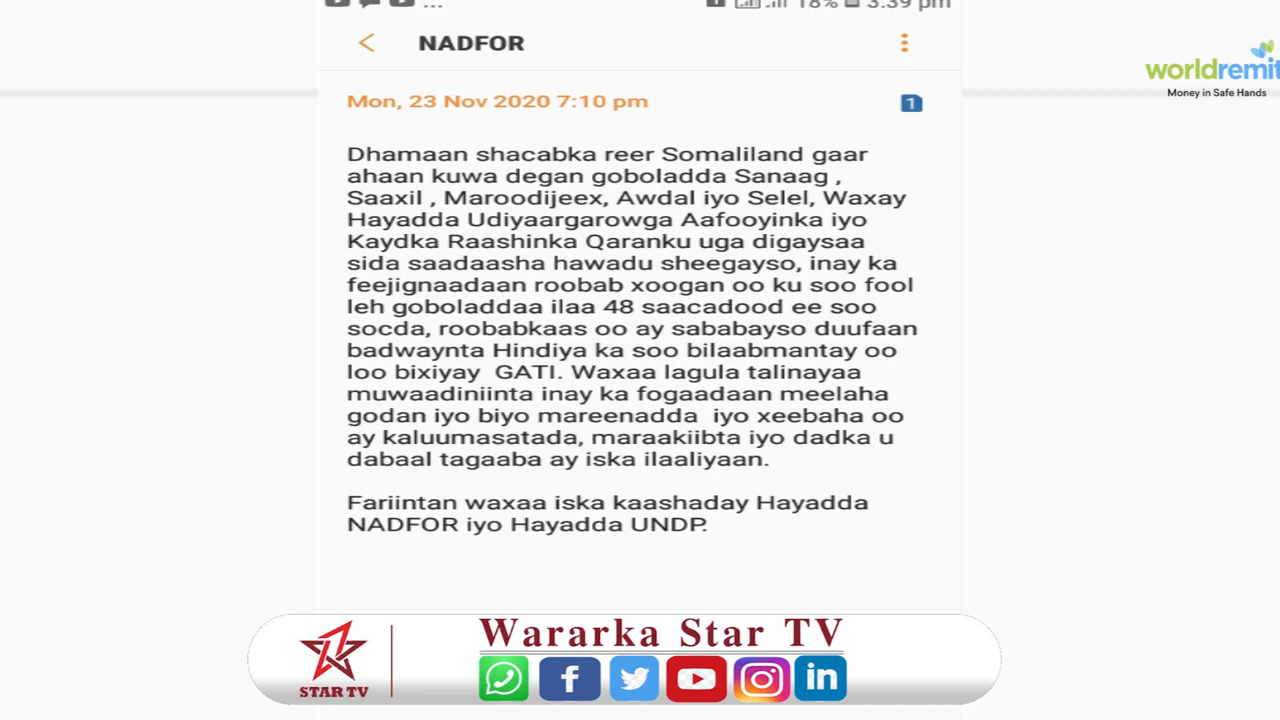 18% 3:39 pm
NADFOR
worldremit
Money in Safe Hands
Mon, 23 Nov 2020 7:10 pm
1
Dhamaan shacabka reer Somaliland gaar
ahaan kuwa degan goboladda Sanaag ,
Saaxil , Maroodijeex, Awdal iyo Selel, Waxay
Hayadda Udiyaargarowga Aafooyinka iyo
Kaydka Raashinka Qaranku uga digaysaa
sida saadaasha hawadu sheegayso, inay ka
feejignaadaan roobab xoogan oo ku soo fool
leh goboladdaa ilaa 48 saacadood ee soo
socda, roobabkaas oo ay sababayso duufaan
badwaynta Hindiya ka soo bilaabmantay oo
loo bixiyay GATI. Waxaa lagula talinayaa
muwaadiniinta inay ka fogaadaan meelaha
godan iyo biyo mareenadda iyo xeebaha oo
ay kaluumasatada, maraakiibta iyo dadka u
dabaal tagaaba ay iska ilaaliyaan.
Fariintan waxaa iska kaashaday Hayadda
NADFOR iyo Hayadda UNDP.
Wararka Star TV
STAR TV